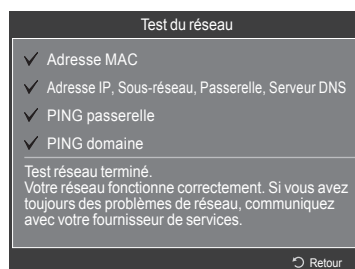 Test du réseau
Adresse MAC
Adresse IP, Sous-réseau, Passerelle, Serveur DNS
PING passerelle
PING domaine
Test réseau terminé.
Votre réseau fonctionne correctement. Si vous avez
toujours des problèmes de réseau, communiquez
avec votre fournisseur de services.
Retour